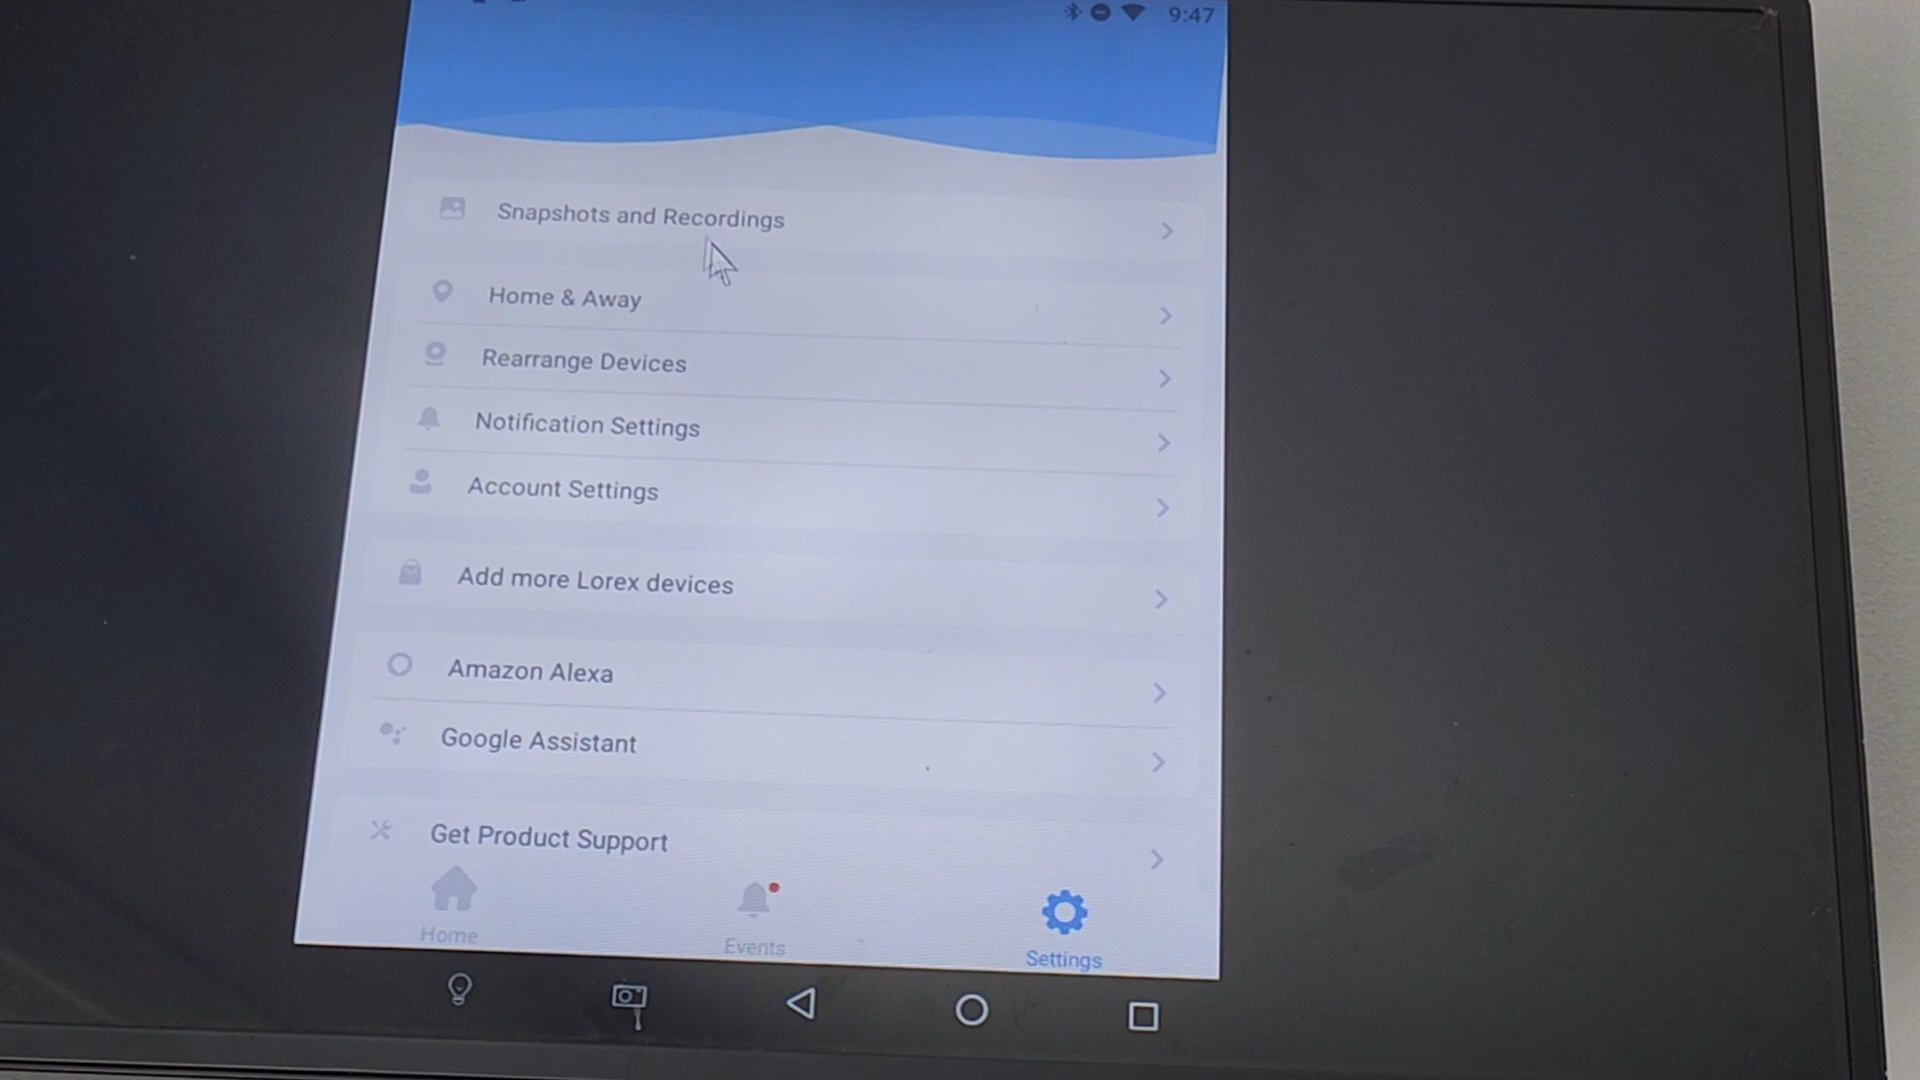 9:47
Snapshots and Recordings
Home & Away
Rearrange Devices
Notification Settings
Account Settings
Add more Lorex devices
Amazon Alexa
Google Assistant
Get Product Support
Home
Events
Settings